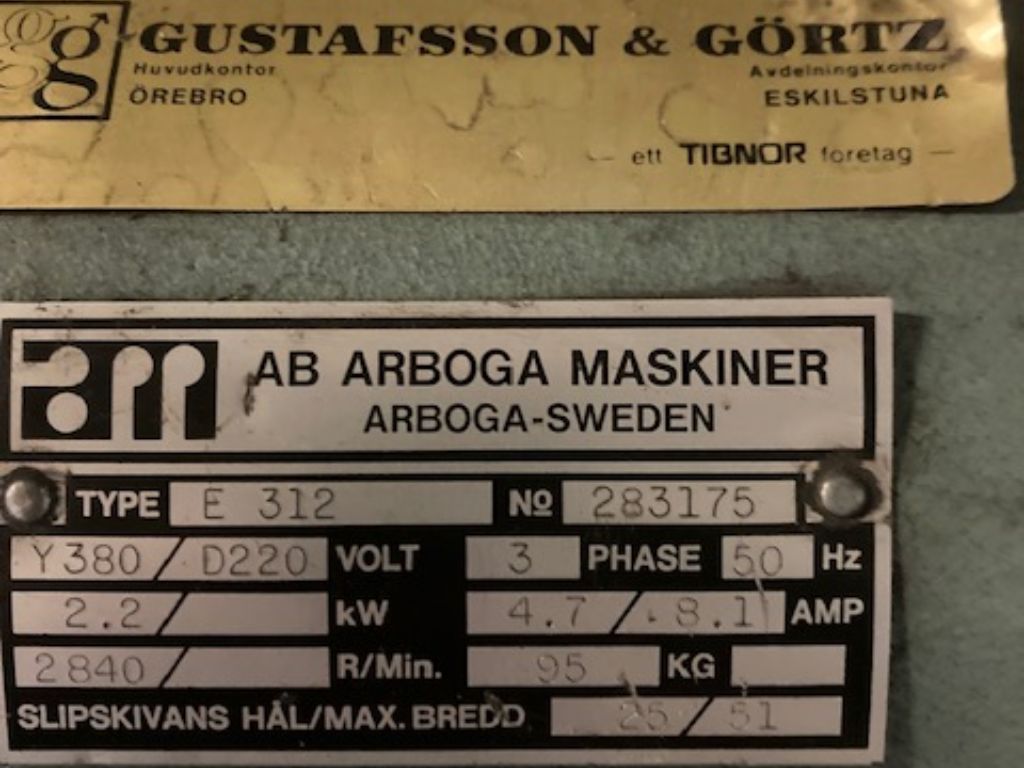 g GUSTAFSSON & GÖRTZ
Huvudkontor Avdelningskontor
ÖREBRO ESKILSTUNA
— ett TIBNOR företag —
am AB ARBOGA MASKINER
ARBOGA-SWEDEN
TYPE E 312 No 283175
Y380 / D220 VOLT 3 PHASE 50 Hz
2.2 / kW 4.7 / 8.1 AMP
2840 / R/Min. 95 KG
SLIPSKIVANS HÅL/MAX. BREDD 25 / 51